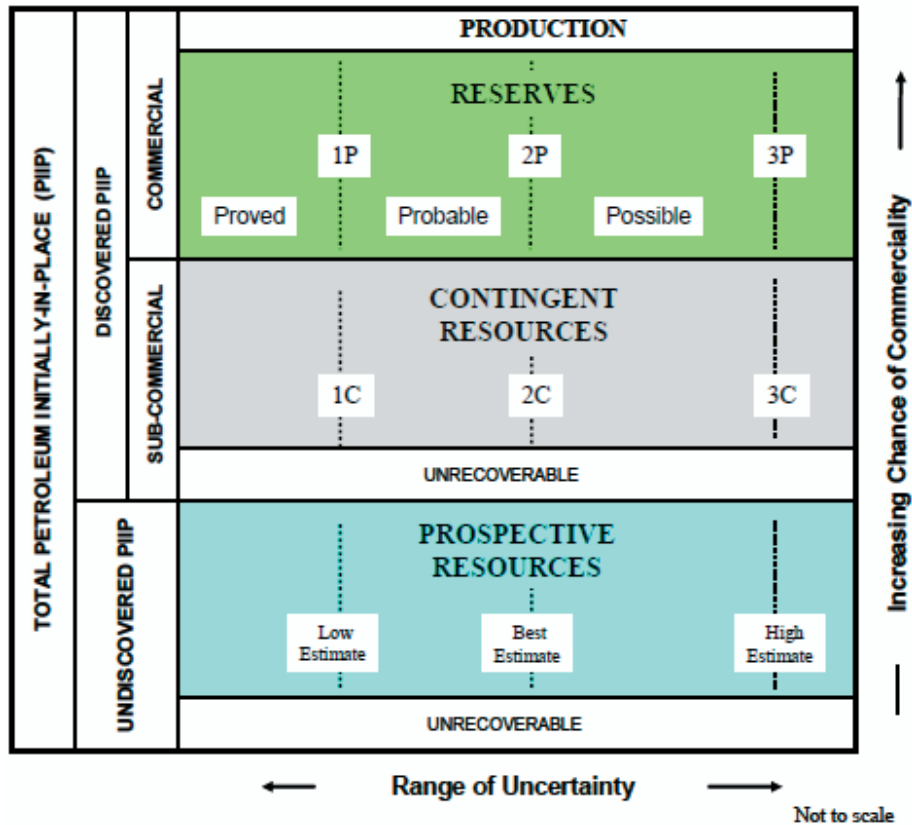 TOTAL PETROLEUM INITIALLY-IN-PLACE (PIIP)
DISCOVERED PIIP
UNDISCOVERED PIIP
COMMERCIAL
SUB-COMMERCIAL
PRODUCTION
RESERVES
1P
2P
3P
Proved
Probable
Possible
CONTINGENT
RESOURCES
1C
2C
3C
UNRECOVERABLE
PROSPECTIVE
RESOURCES
Low
Estimate
Best
Estimate
High
Estimate
UNRECOVERABLE
Increasing Chance of Commerciality
Range of Uncertainty
Not to scale